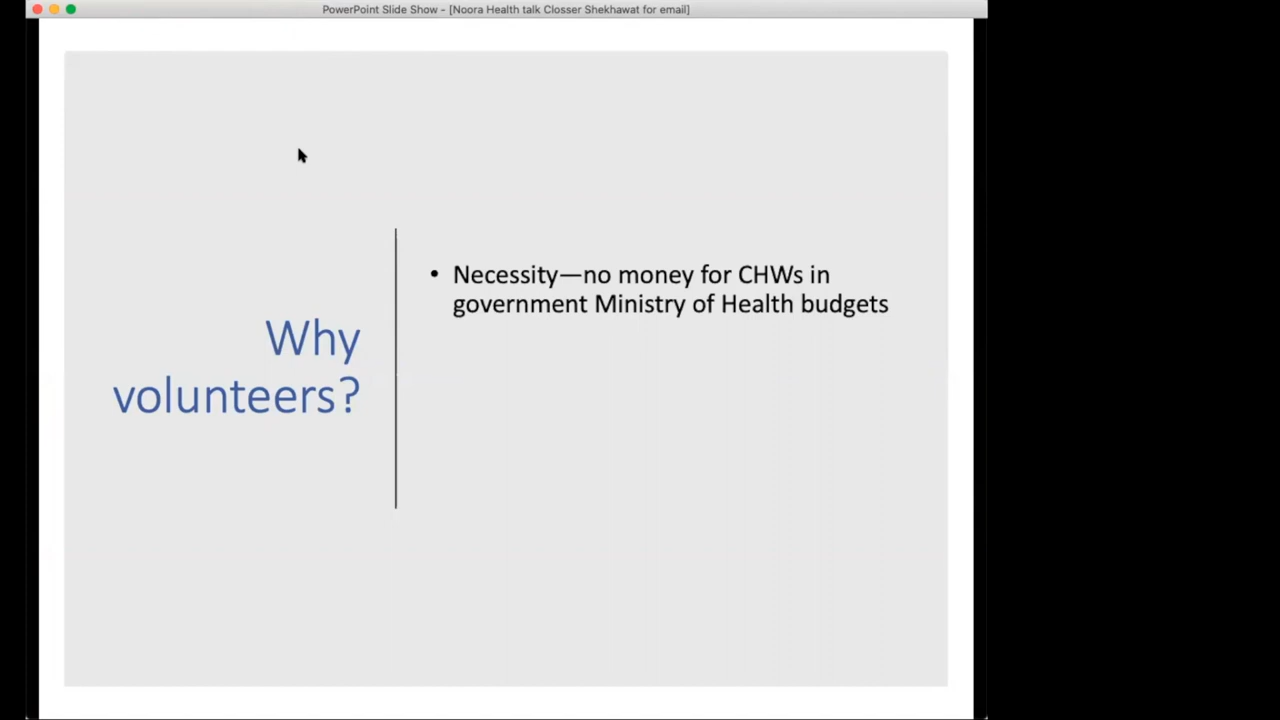 PowerPoint Slide Show - [Noora Health talk Closser Shekhawat for email]
Why
volunteers?
• Necessity—no money for CHWs in
government Ministry of Health budgets